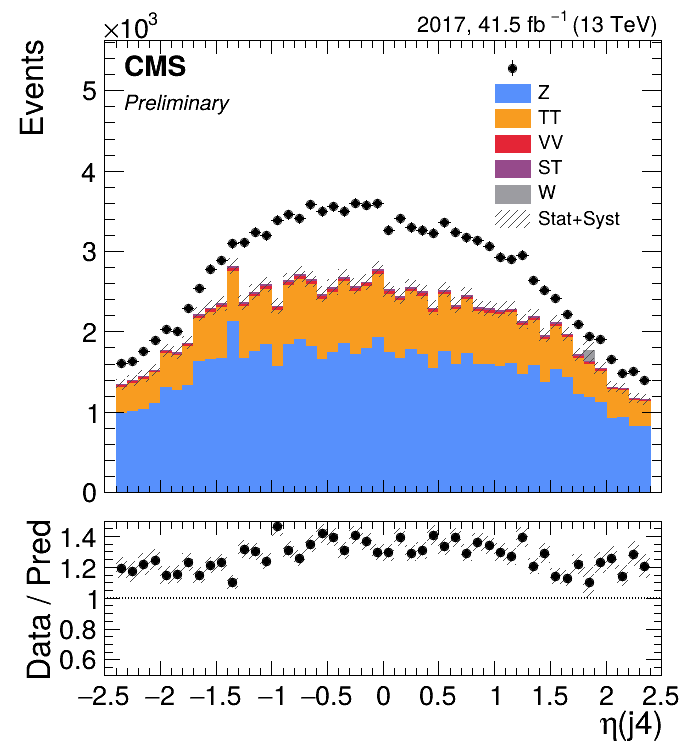 ×10³
2017, 41.5 fb⁻¹ (13 TeV)
CMS
Preliminary
Events
5
4
3
2
1
0
Z
TT
VV
ST
W
Stat+Syst
Data / Pred
1.4
1.2
1
0.8
0.6
−2.5 −2 −1.5 −1 −0.5 0 0.5 1 1.5 2 2.5
η(j4)